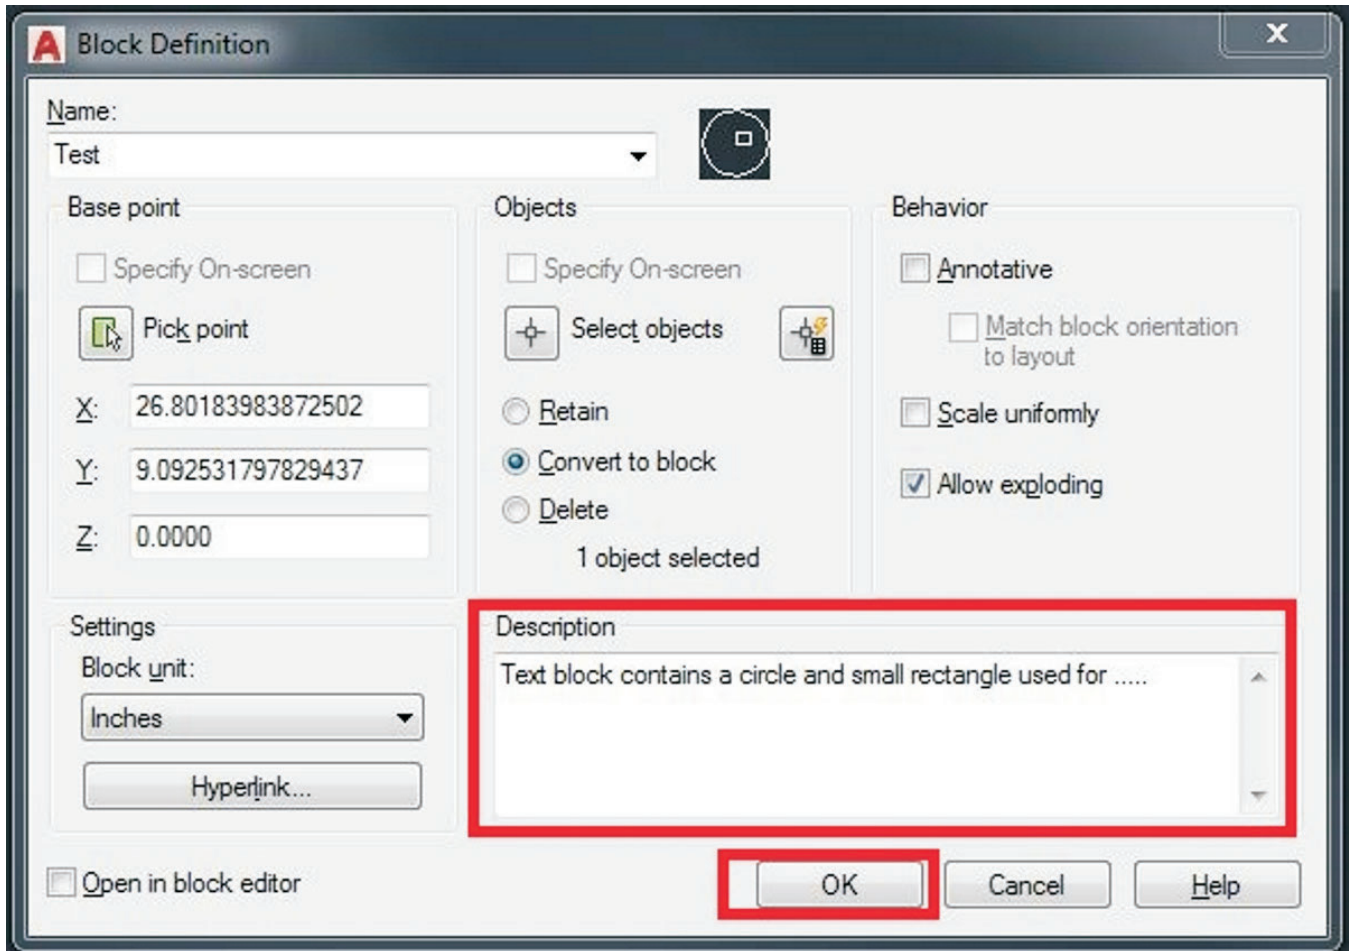 Block Definition
Name:
Test
Base point
Specify On-screen
Pick point
X: 26.80183983872502
Y: 9.092531797829437
Z: 0.0000
Objects
Specify On-screen
Select objects
Retain
Convert to block
Delete
1 object selected
Behavior
Annotative
Match block orientation
to layout
Scale uniformly
Allow exploding
Settings
Block unit:
Inches
Hyperlink...
Description
Text block contains a circle and small rectangle used for .....
Open in block editor
OK Cancel Help